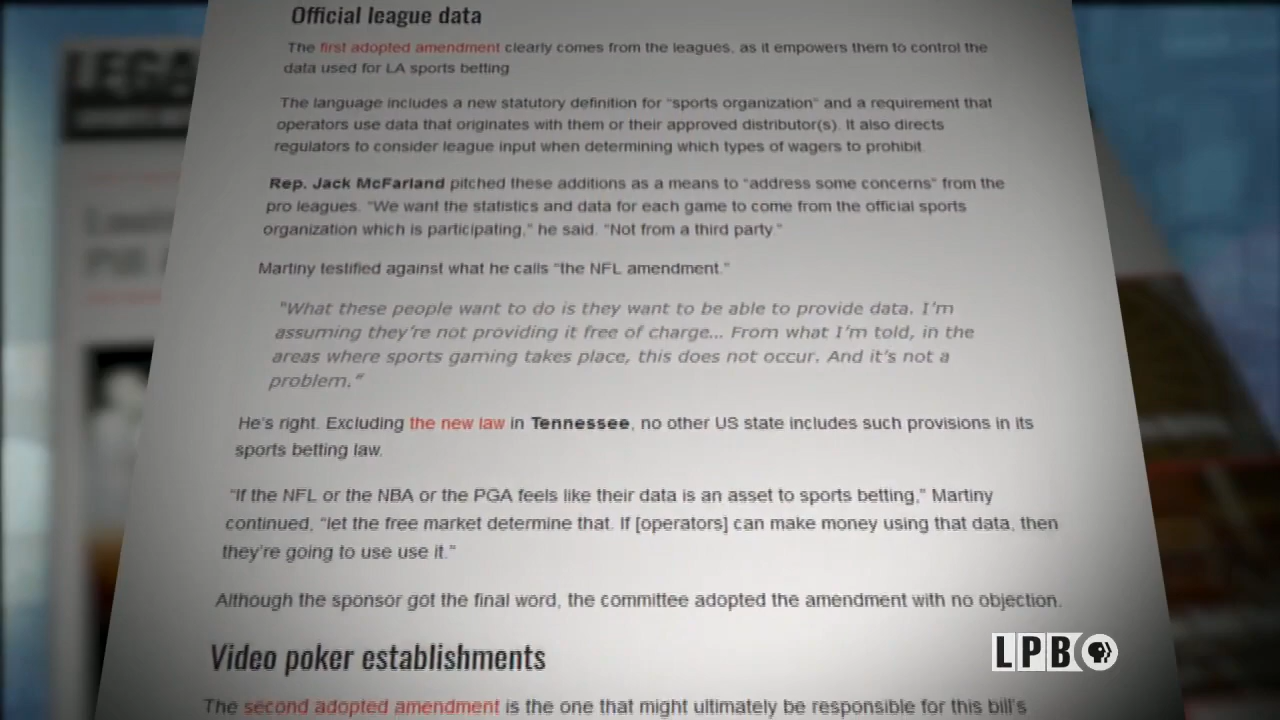 Official league data
The first adopted amendment clearly comes from the leagues, as it empowers them to control the
data used for LA sports betting
The language includes a new statutory definition for "sports organization" and a requirement that
operators use data that originates with them or their approved distributor(s). It also directs
regulators to consider league input when determining which types of wagers to prohibit.
Rep. Jack McFarland pitched these additions as a means to "address some concerns" from the
pro leagues. "We want the statistics and data for each game to come from the official sports
organization which is participating," he said. "Not from a third party."
Martiny testified against what he calls "the NFL amendment."
"What these people want to do is they want to be able to provide data. I'm
assuming they're not providing it free of charge... From what I'm told, in the
areas where sports gaming takes place, this does not occur. And it's not a
problem."
He's right. Excluding the new law in Tennessee, no other US state includes such provisions in its
sports betting law.
"If the NFL or the NBA or the PGA feels like their data is an asset to sports betting," Martiny
continued, "let the free market determine that. If [operators] can make money using that data, then
they're going to use use it."
Although the sponsor got the final word, the committee adopted the amendment with no objection.
Video poker establishments
The second adopted amendment is the one that might ultimately be responsible for this bill's
LPB